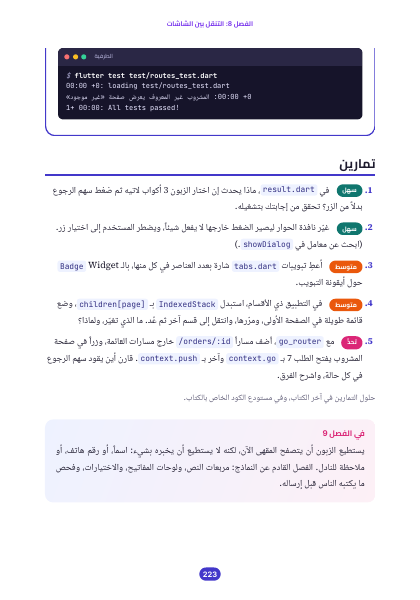 الفصل 8: التنقل بين الشاشات
الطرفية
$ flutter test test/routes_test.dart
00:00 +0: loading test/routes_test.dart
00:00 +0: المشروب غير المعروف يعرض صفحة «غير موجود»
00:00 +1: All tests passed!
تمارين
1. سهل في result.dart، ماذا يحدث إن اختار الزبون 3 أكواب لاتيه ثم ضغط سهم الرجوع
بدلاً من الزر؟ تحقق من إجابتك بتشغيله.
2. سهل غيّر نافذة الحوار ليصير الضغط خارجها لا يفعل شيئاً، ويضطر المستخدم إلى اختيار زر.
(ابحث عن معامل في showDialog.)
3. متوسط أعطِ تبويبات tabs.dart شارة بعدد العناصر في كل منها، بالـ Badge Widget
حول أيقونة التبويب.
4. متوسط في التطبيق ذي الأقسام، استبدل IndexedStack بـ children[page]، وضع
قائمة طويلة في الصفحة الأولى، ومرّرها، وانتقل إلى قسم آخر ثم عُد. ما الذي تغيّر، ولماذا؟
5. تحدٍّ مع go_router، أضف مساراً /orders/:id خارج مسارات القائمة، وزراً في صفحة
المشروب يفتح الطلب 7 بـ context.go وآخر بـ context.push. قارن أين يقود سهم الرجوع
في كل حالة، واشرح الفرق.
حلول التمارين في آخر الكتاب، وفي مستودع الكود الخاص بالكتاب.
في الفصل 9
يستطيع الزبون أن يتصفح المقهى الآن، لكنه لا يستطيع أن يخبره بشيء: اسماً، أو رقم هاتف، أو
ملاحظة للنادل. الفصل القادم عن النماذج: مربعات النص، ولوحات المفاتيح، والاختيارات، وفحص
ما يكتبه الناس قبل إرساله.
223